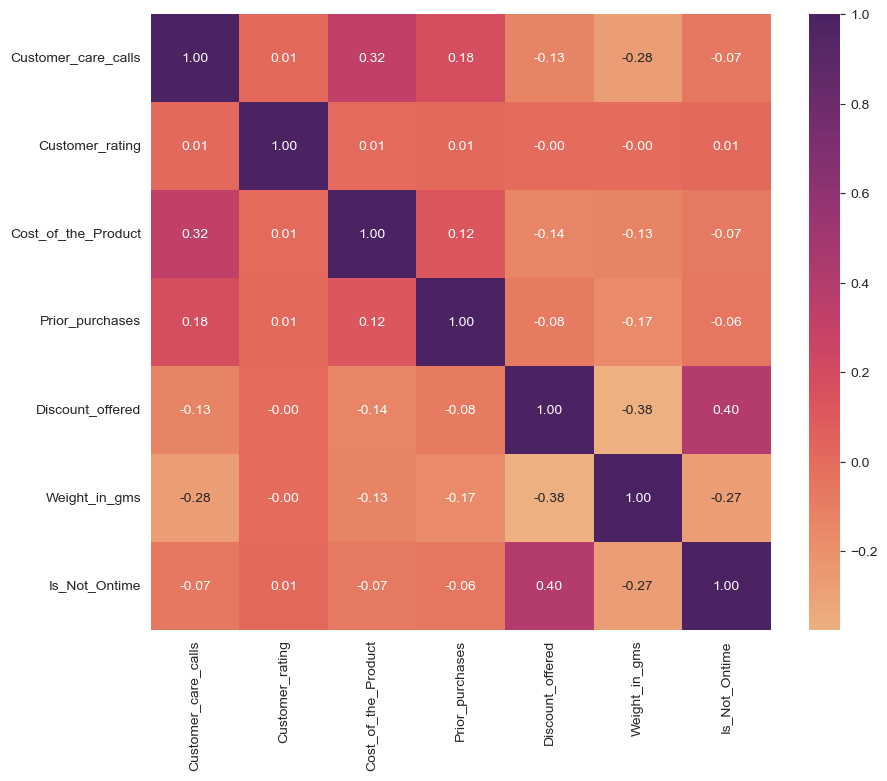 Customer_care_calls 1.00 0.01 0.32 0.18 -0.13 -0.28 -0.07
Customer_rating 0.01 1.00 0.01 0.01 -0.00 -0.00 0.01
Cost_of_the_Product 0.32 0.01 1.00 0.12 -0.14 -0.13 -0.07
Prior_purchases 0.18 0.01 0.12 1.00 -0.08 -0.17 -0.06
Discount_offered -0.13 -0.00 -0.14 -0.08 1.00 -0.38 0.40
Weight_in_gms -0.28 -0.00 -0.13 -0.17 -0.38 1.00 -0.27
Is_Not_Ontime -0.07 0.01 -0.07 -0.06 0.40 -0.27 1.00
Customer_care_calls
Customer_rating
Cost_of_the_Product
Prior_purchases
Discount_offered
Weight_in_gms
Is_Not_Ontime
1.0
0.8
0.6
0.4
0.2
0.0
-0.2